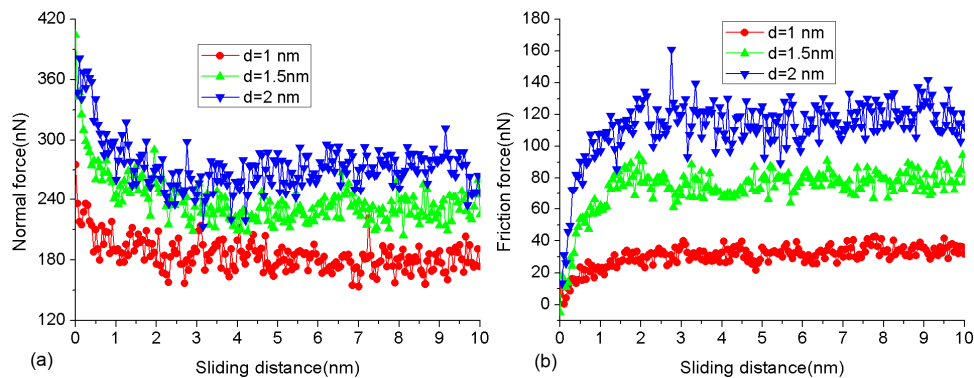 420
360
300
240
180
120
Normal force(nN)
d=1 nm
d=1.5nm
d=2 nm
0 1 2 3 4 5 6 7 8 9 10
Sliding distance(nm)
(a)
180
160
140
120
100
80
60
40
20
0
Friction force(nN)
d=1 nm
d=1.5nm
d=2 nm
0 1 2 3 4 5 6 7 8 9 10
Sliding distance(nm)
(b)